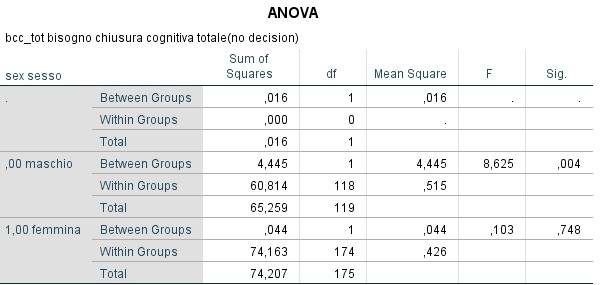 ANOVA
bcc_tot bisogno chiusura cognitiva totale(no decision)
sex sesso Sum of Squares df Mean Square F Sig.
. Between Groups ,016 1 ,016 . .
Within Groups ,000 0 .
Total ,016 1
,00 maschio Between Groups 4,445 1 4,445 8,625 ,004
Within Groups 60,814 118 ,515
Total 65,259 119
1,00 femmina Between Groups ,044 1 ,044 ,103 ,748
Within Groups 74,163 174 ,426
Total 74,207 175